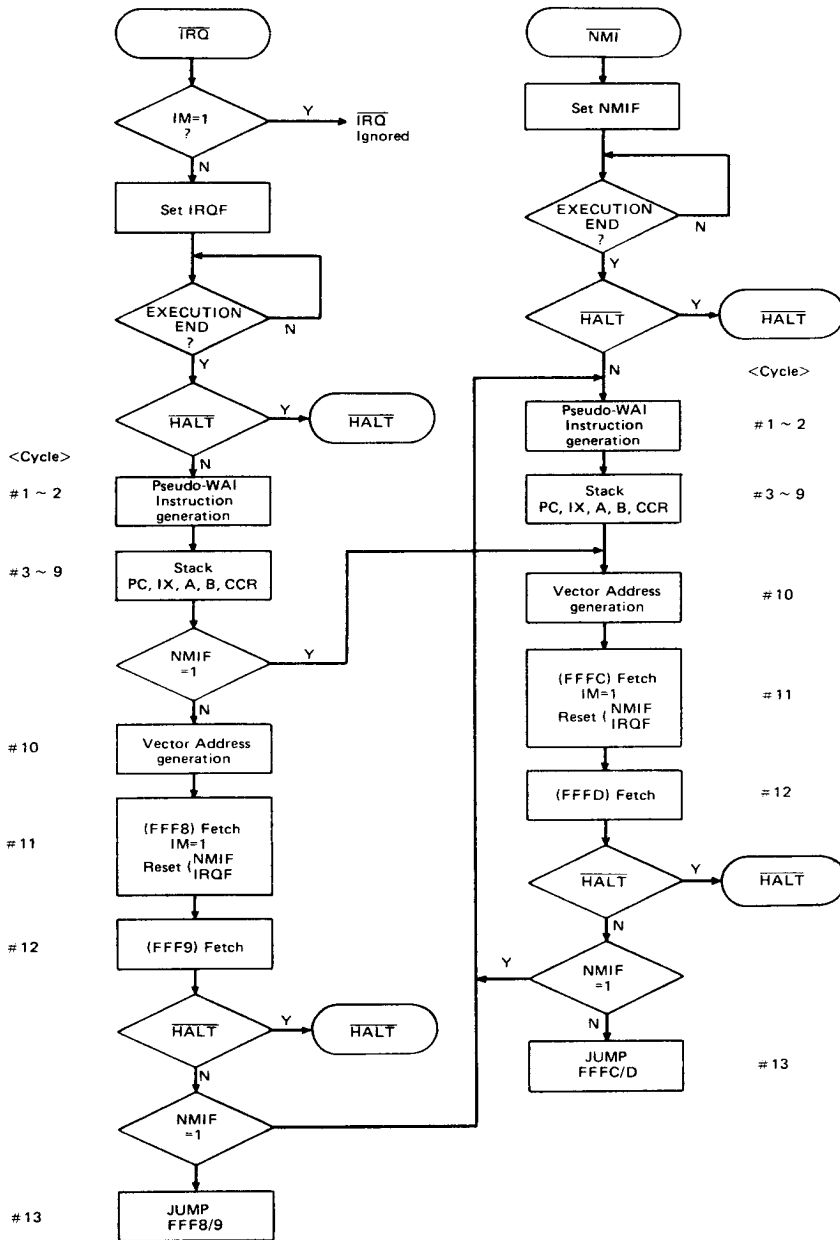 IRQ
IM=1
?
Y
IRQ
Ignored
N
Set IRQF
EXECUTION
END
?
N
Y
HALT
Y
HALT
N
<Cycle>
#1 ~ 2
Pseudo-WAI
Instruction
generation
#3 ~ 9
Stack
PC, IX, A, B, CCR
NMIF
=1
Y
N
#10
Vector Address
generation
#11
(FFF8) Fetch
IM=1
Reset (NMIF
IRQF
#12
(FFF9) Fetch
HALT
Y
HALT
N
NMIF
=1
#13
JUMP
FFF8/9
NMI
Set NMIF
EXECUTION
END
?
N
Y
HALT
Y
HALT
N
<Cycle>
Pseudo-WAI
Instruction
generation
#1 ~ 2
Stack
PC, IX, A, B, CCR
#3 ~ 9
Vector Address
generation
#10
(FFFC) Fetch
IM=1
Reset (NMIF
IRQF
#11
(FFFD) Fetch
#12
HALT
Y
HALT
N
Y
NMIF
=1
N
JUMP
FFFC/D
#13